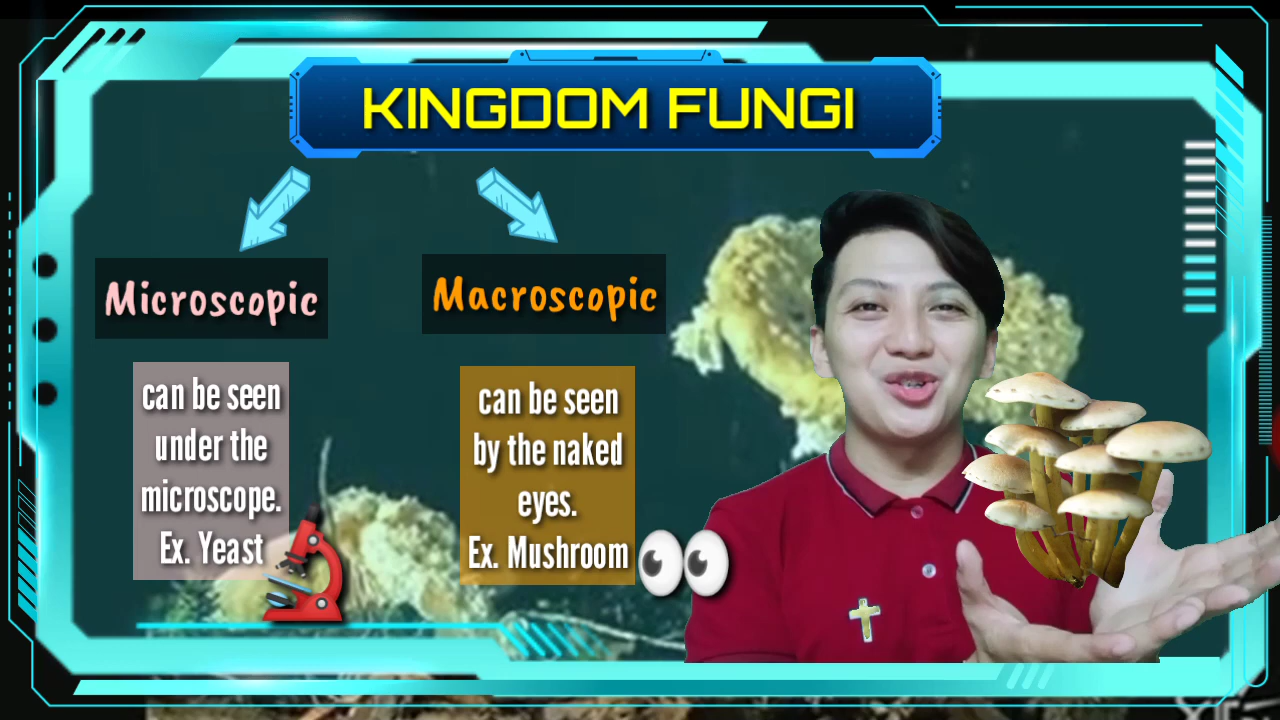 KINGDOM FUNGI
Microscopic
can be seen
under the
microscope.
Ex. Yeast
Macroscopic
can be seen
by the naked
eyes.
Ex. Mushroom